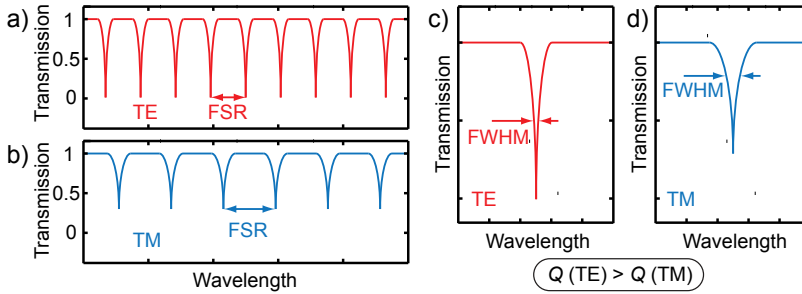 a)
Transmission
1
0.5
0
TE
FSR
b)
Transmission
1
0.5
0
TM
FSR
Wavelength
c)
Transmission
FWHM
TE
Wavelength
d)
Transmission
FWHM
TM
Wavelength
Q (TE) > Q (TM)